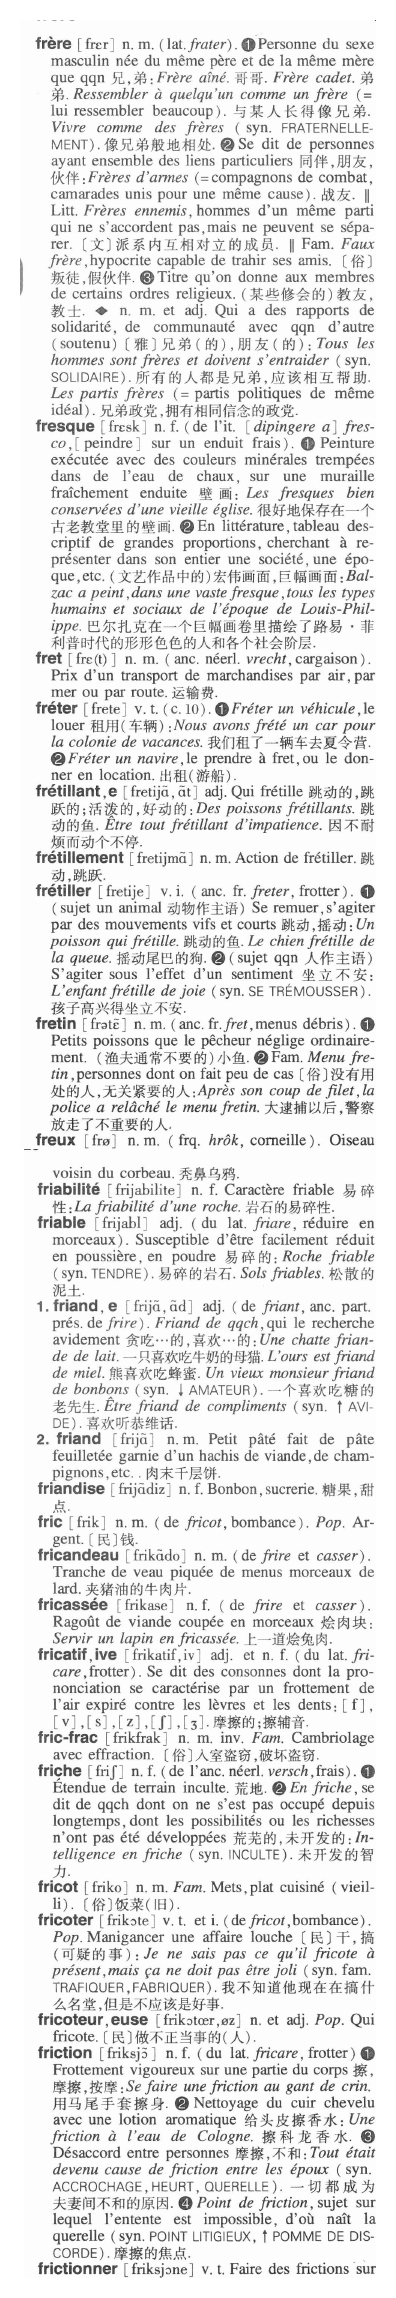 frère [frɛr] n. m. (lat. frater). ❶Personne du sexe
masculin née du même père et de la même mère
que qqn 兄,弟: Frère aîné. 哥哥. Frère cadet. 弟
弟. Ressembler à quelqu'un comme un frère (=
lui ressembler beaucoup). 与某人长得像兄弟.
Vivre comme des frères (syn. FRATERNELLE-
MENT). 像兄弟般地相处. ❷Se dit de personnes
ayant ensemble des liens particuliers 同伴,朋友,
伙伴: Frères d'armes (=compagnons de combat,
camarades unis pour une même cause). 战友. ‖
Litt. Frères ennemis, hommes d'un même parti
qui ne s'accordent pas, mais ne peuvent se sépa-
rer. 〔文〕派系内互相对立的成员. ‖ Fam. Faux
frère, hypocrite capable de trahir ses amis. 〔俗〕
叛徒,假伙伴. ❸Titre qu'on donne aux membres
de certains ordres religieux. (某些修会的)教友,
教士. ◆ n. m. et adj. Qui a des rapports de
solidarité, de communauté avec qqn d'autre
(soutenu)〔雅〕兄弟(的),朋友(的): Tous les
hommes sont frères et doivent s'entraider (syn.
SOLIDAIRE). 所有的人都是兄弟,应该相互帮助.
Les partis frères (= partis politiques de même
idéal). 兄弟政党,拥有相同信念的政党.
fresque [frɛsk] n. f. (de l'it. [dipingere a] fres-
co, [peindre] sur un enduit frais). ❶ Peinture
exécutée avec des couleurs minérales trempées
dans de l'eau de chaux, sur une muraille
fraîchement enduite 壁画: Les fresques bien
conservées d'une vieille église. 很好地保存在一个
古老教堂里的壁画. ❷En littérature, tableau des-
criptif de grandes proportions, cherchant à re-
présenter dans son entier une société, une épo-
que, etc. (文艺作品中的)宏伟画面,巨幅画面: Bal-
zac a peint, dans une vaste fresque, tous les types
humains et sociaux de l'époque de Louis-Phil-
ippe. 巴尔扎克在一个巨幅画卷里描绘了路易·菲
利普时代的形形色色的人和各个社会阶层.
fret [frɛ(t)] n. m. (anc. néerl. vrecht, cargaison).
Prix d'un transport de marchandises par air, par
mer ou par route. 运输费.
fréter [frete] v. t. (c. 10). ❶Fréter un véhicule, le
louer 租用(车辆): Nous avons frété un car pour
la colonie de vacances. 我们租了一辆车去夏令营.
❷Fréter un navire, le prendre à fret, ou le don-
ner en location. 出租(游船).
frétillant, e [fretijɑ̃, ɑ̃t] adj. Qui frétille 跳动的,跳
跃的;活泼的,好动的: Des poissons frétillants. 跳
动的鱼. Être tout frétillant d'impatience. 因不耐
烦而动个不停.
frétillement [fretijmɑ̃] n. m. Action de frétiller. 跳
动,跳跃.
frétiller [fretije] v. i. (anc. fr. freter, frotter). ❶
(sujet un animal 动物作主语) Se remuer, s'agiter
par des mouvements vifs et courts 跳动,摇动: Un
poisson qui frétille. 跳动的鱼. Le chien frétille de
la queue. 摇动尾巴的狗. ❷(sujet qqn 人作主语)
S'agiter sous l'effet d'un sentiment 坐立不安:
L'enfant frétille de joie (syn. SE TRÉMOUSSER).
孩子高兴得坐立不安.
fretin [frətɛ̃] n. m. (anc. fr. fret, menus débris). ❶
Petits poissons que le pêcheur néglige ordinaire-
ment. (渔夫通常不要的)小鱼. ❷Fam. Menu fre-
tin, personnes dont on fait peu de cas〔俗〕没有用
处的人,无关紧要的人: Après son coup de filet, la
police a relâché le menu fretin. 大逮捕以后,警察
放走了不重要的人.
freux [frø] n. m. (frq. hrôk, corneille). Oiseau
voisin du corbeau. 秃鼻乌鸦.
friabilité [frijabilite] n. f. Caractère friable 易碎
性: La friabilité d'une roche. 岩石的易碎性.
friable [frijabl] adj. (du lat. friare, réduire en
morceaux). Susceptible d'être facilement réduit
en poussière, en poudre 易碎的: Roche friable
(syn. TENDRE). 易碎的岩石. Sols friables. 松散的
泥土.
1. friand, e [frijɑ̃, ɑ̃d] adj. (de friant, anc. part.
prés. de frire). Friand de qqch, qui le recherche
avidement 贪吃…的,喜欢…的: Une chatte frian-
de de lait. 一只喜欢吃牛奶的母猫. L'ours est friand
de miel. 熊喜欢吃蜂蜜. Un vieux monsieur friand
de bonbons (syn. ↓ AMATEUR). 一个喜欢吃糖的
老先生. Être friand de compliments (syn. ↑ AVI-
DE). 喜欢听恭维话.
2. friand [frijɑ̃] n. m. Petit pâté fait de pâte
feuilletée garnie d'un hachis de viande, de cham-
pignons, etc. . 肉末千层饼.
friandise [frijɑ̃diz] n. f. Bonbon, sucrerie. 糖果,甜
点.
fric [frik] n. m. (de fricot, bombance). Pop. Ar-
gent. 〔民〕钱.
fricandeau [frikɑ̃do] n. m. (de frire et casser).
Tranche de veau piquée de menus morceaux de
lard. 夹猪油的牛肉片.
fricassée [frikase] n. f. (de frire et casser).
Ragoût de viande coupée en morceaux 烩肉块:
Servir un lapin en fricassée. 上一道烩兔肉.
fricatif, ive [frikatif, iv] adj. et n. f. (du lat. fri-
care, frotter). Se dit des consonnes dont la pro-
nonciation se caractérise par un frottement de
l'air expiré contre les lèvres et les dents: [f],
[v], [s], [z], [ʃ], [ʒ]. 摩擦的;擦辅音.
fric-frac [frikfrak] n. m. inv. Fam. Cambriolage
avec effraction. 〔俗〕入室盗窃,破坏盗窃.
friche [friʃ] n. f. (de l'anc. néerl. versch, frais). ❶
Étendue de terrain inculte. 荒地. ❷En friche, se
dit de qqch dont on ne s'est pas occupé depuis
longtemps, dont les possibilités ou les richesses
n'ont pas été développées 荒芜的,未开发的: In-
telligence en friche (syn. INCULTE). 未开发的智
力.
fricot [friko] n. m. Fam. Mets, plat cuisiné (vieil-
li). 〔俗〕饭菜(旧).
fricoter [frikɔte] v. t. et i. (de fricot, bombance).
Pop. Manigancer une affaire louche〔民〕干,搞
(可疑的事): Je ne sais pas ce qu'il fricote à
présent, mais ça ne doit pas être joli (syn. fam.
TRAFIQUER, FABRIQUER). 我不知道他现在在搞什
么名堂,但是不应该是好事.
fricoteur, euse [frikɔtœr, øz] n. et adj. Pop. Qui
fricote. 〔民〕做不正当事的(人).
friction [friksjɔ̃] n. f. (du lat. fricare, frotter) ❶
Frottement vigoureux sur une partie du corps 擦,
摩擦,按摩: Se faire une friction au gant de crin.
用马尾手套擦身. ❷ Nettoyage du cuir chevelu
avec une lotion aromatique 给头皮擦香水: Une
friction à l'eau de Cologne. 擦科龙香水. ❸
Désaccord entre personnes 摩擦,不和: Tout était
devenu cause de friction entre les époux (syn.
ACCROCHAGE, HEURT, QUERELLE). 一切都成为
夫妻间不和的原因. ❹ Point de friction, sujet sur
lequel l'entente est impossible, d'où naît la
querelle (syn. POINT LITIGIEUX, ↑ POMME DE DIS-
CORDE). 摩擦的焦点.
frictionner [friksjɔne] v. t. Faire des frictions sur